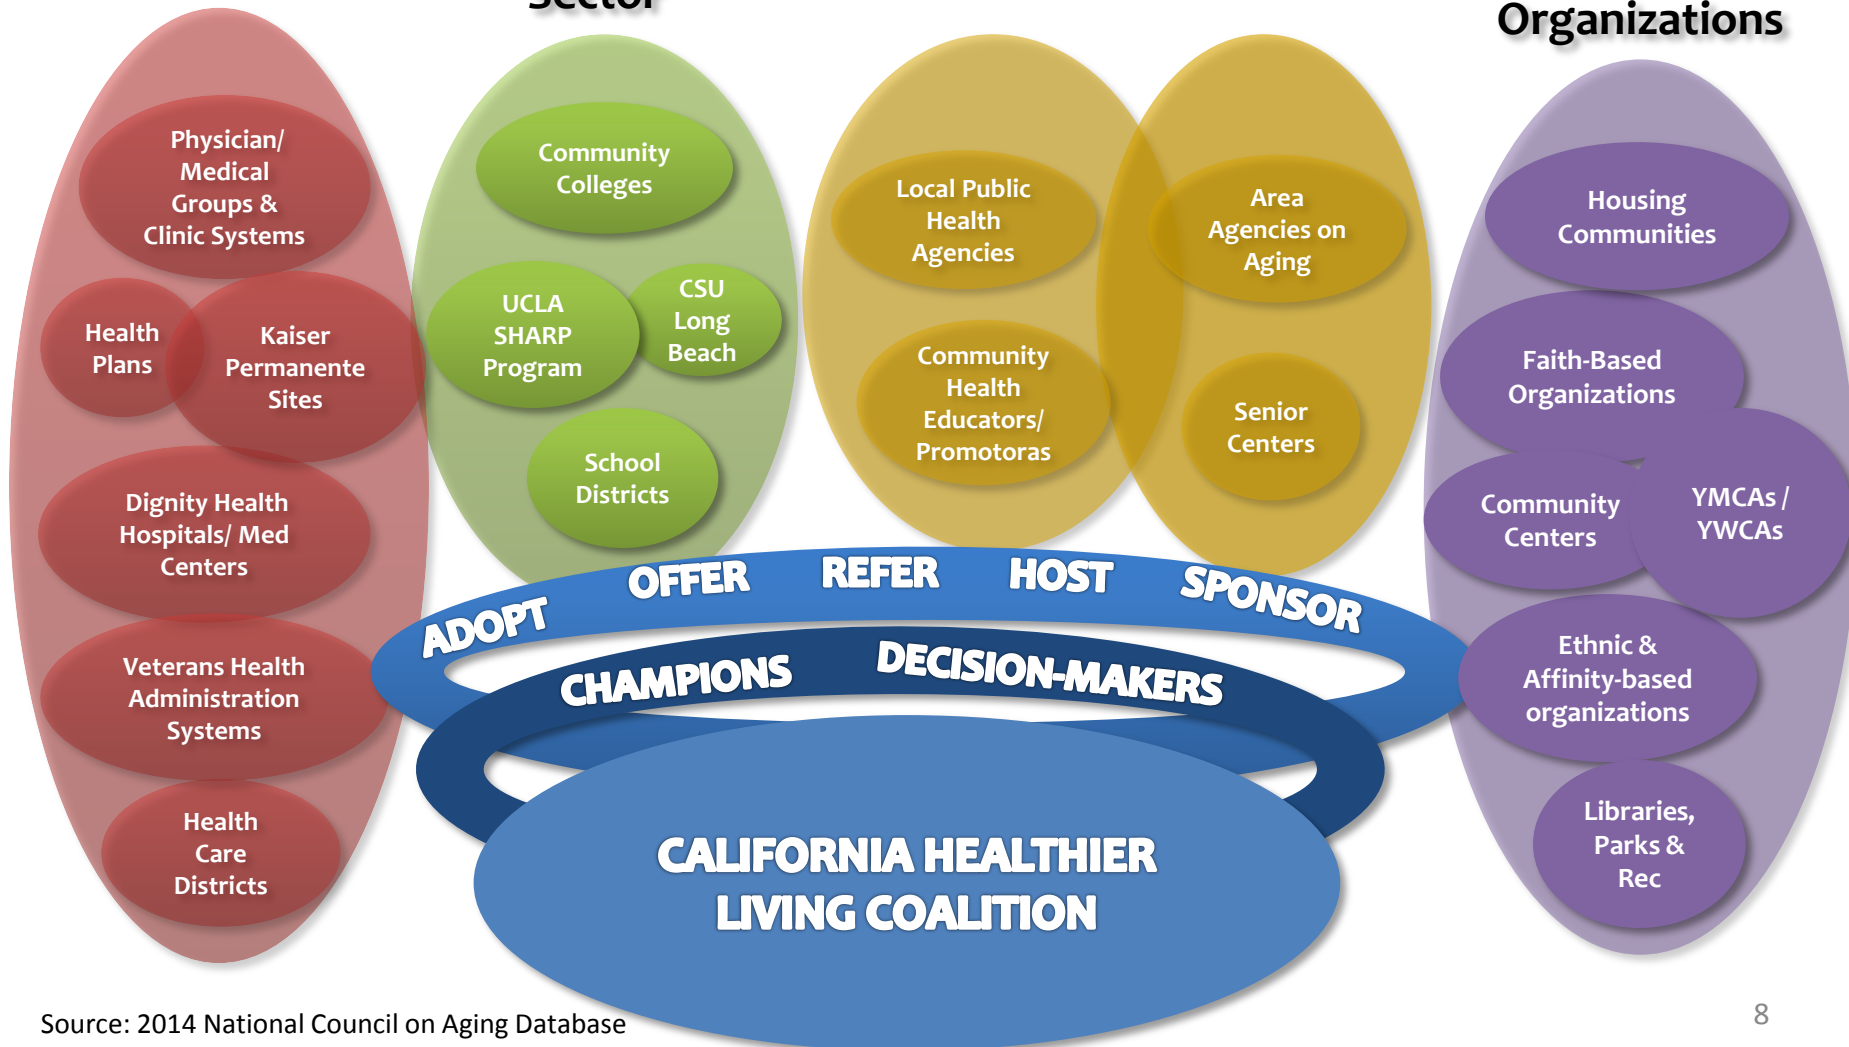 Sector
Organizations
Physician/
Medical
Groups &
Clinic Systems
Health
Plans
Kaiser
Permanente
Sites
Dignity Health
Hospitals/ Med
Centers
Veterans Health
Administration
Systems
Health
Care
Districts
Community
Colleges
UCLA
SHARP
Program
CSU
Long
Beach
School
Districts
Local Public
Health
Agencies
Community
Health
Educators/
Promotoras
Area
Agencies on
Aging
Senior
Centers
Housing
Communities
Faith-Based
Organizations
Community
Centers
YMCAs /
YWCAs
Ethnic &
Affinity-based
organizations
Libraries,
Parks &
Rec
ADOPT OFFER REFER HOST SPONSOR
CHAMPIONS DECISION-MAKERS
CALIFORNIA HEALTHIER
LIVING COALITION
Source: 2014 National Council on Aging Database
8